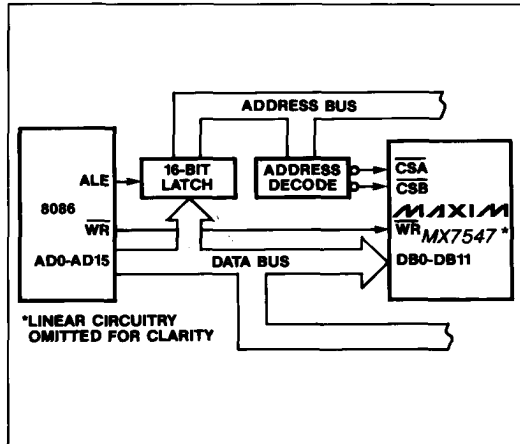 ADDRESS BUS
ALE
16-BIT
LATCH
ADDRESS
DECODE
CSA
CSB
8086
MAXIM
WR
WR
MX7547 *
AD0-AD15
DATA BUS
DB0-DB11
*LINEAR CIRCUITRY
OMITTED FOR CLARITY